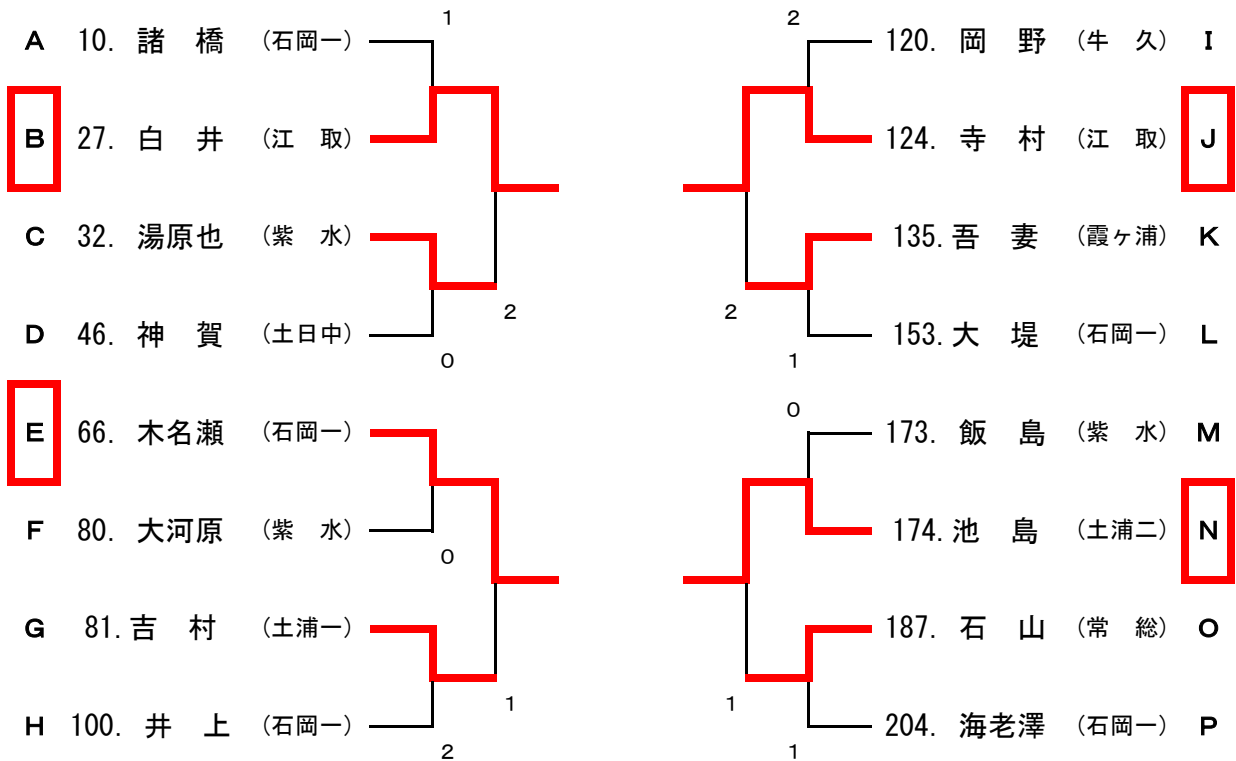 1 2
A 10. 諸 橋 (石岡一) 120. 岡 野 (牛 久) I
B 27. 白 井 (江 取) 124. 寺 村 (江 取) J
C 32. 湯原也 (紫 水) 135. 吾 妻 (霞ヶ浦) K
2 2
D 46. 神 賀 (土日中) 153. 大 堤 (石岡一) L
0 1
0
E 66. 木名瀬 (石岡一) 173. 飯 島 (紫 水) M
F 80. 大河原 (紫 水) 174. 池 島 (土浦二) N
0
G 81. 吉 村 (土浦一) 187. 石 山 (常 総) O
1 1
H 100. 井 上 (石岡一) 204. 海老澤 (石岡一) P
2 1